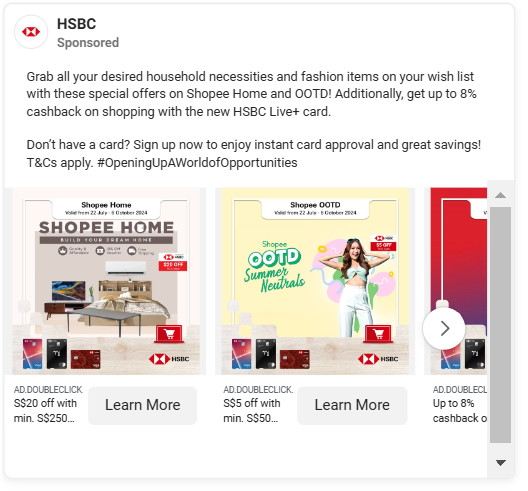 HSBC
Sponsored
Grab all your desired household necessities and fashion items on your wish list
with these special offers on Shopee Home and OOTD! Additionally, get up to 8%
cashback on shopping with the new HSBC Live+ card.
Don’t have a card? Sign up now to enjoy instant card approval and great savings!
T&Cs apply. #OpeningUpAWorldofOpportunities
Shopee Home
Valid from 22 July - 6 October 2024
SHOPEE HOME
BUILD YOUR DREAM HOME
Quality &
Shipping
HSBC
$20 OFF
HSBC
AD.DOUBLECLICK.
S$20 off with
min. S$250...
Learn More
Shopee OOTD
Valid from 22 July - 6 October 2024
Shopee
OOTD
Summer
Neutrals
HSBC
$5 OFF
HSBC
AD.DOUBLECLICK.
S$5 off with
min. S$50...
Learn More
AD.DOUBLECL
Up to 8%
cashback o